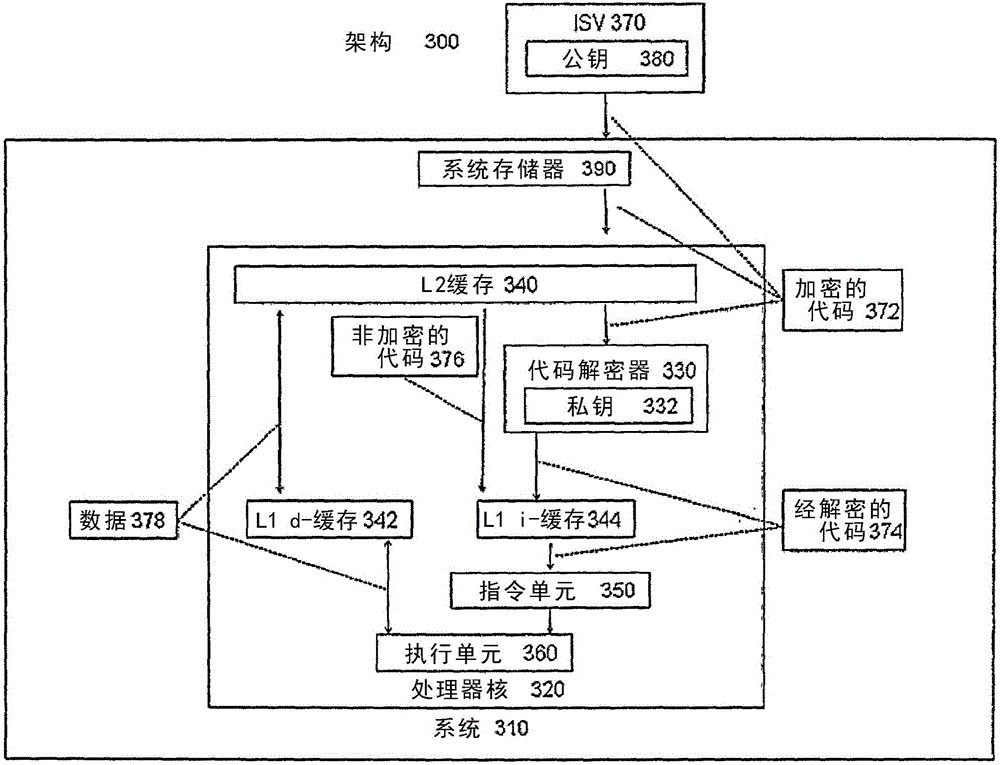 架构 300
ISV 370
公钥 380
系统存储器 390
L2缓存 340
加密的
代码 372
非加密的
代码 376
代码解密器 330
私钥 332
数据 378
L1 d-缓存 342
L1 i-缓存 344
经解密的
代码 374
指令单元 350
执行单元 360
处理器核 320
系统 310